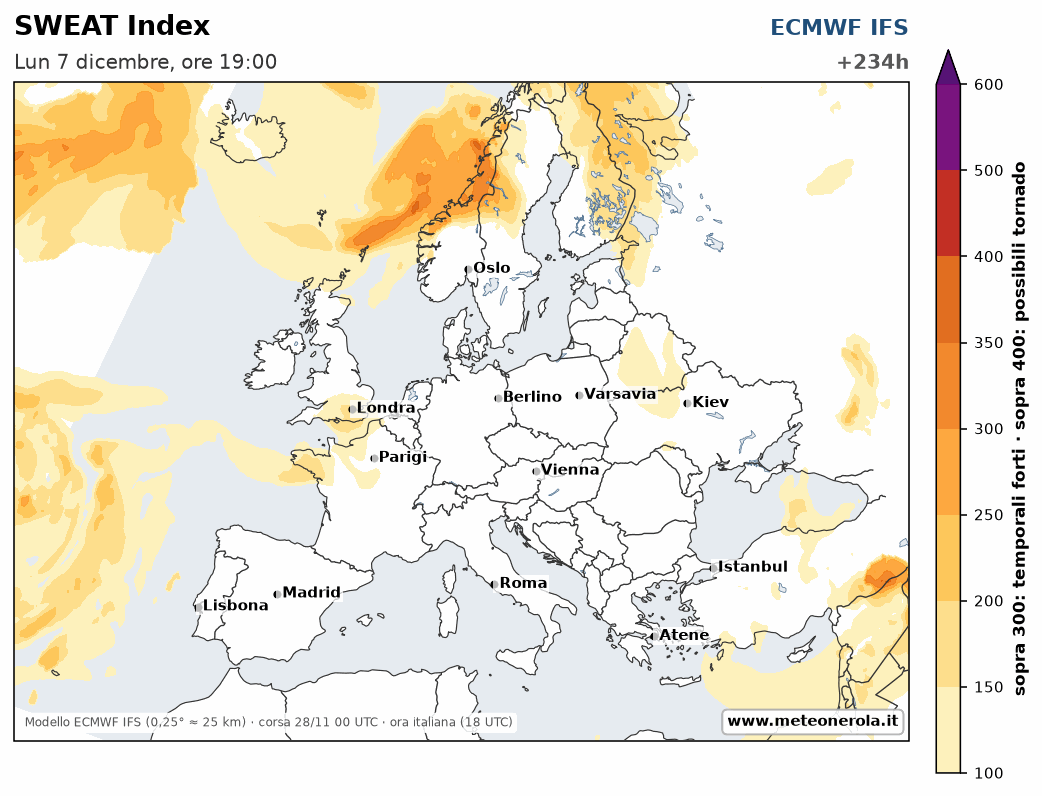 SWEAT Index
ECMWF IFS
Lun 7 dicembre, ore 19:00
+234h
600
500
400
350
300
250
200
150
100
sopra 300: temporali forti · sopra 400: possibili tornado
Oslo
Berlino
Varsavia
Kiev
Londra
Parigi
Vienna
Istanbul
Roma
Madrid
Lisbona
Atene
Modello ECMWF IFS (0,25° ≈ 25 km) · corsa 28/11 00 UTC · ora italiana (18 UTC)
www.meteonerola.it